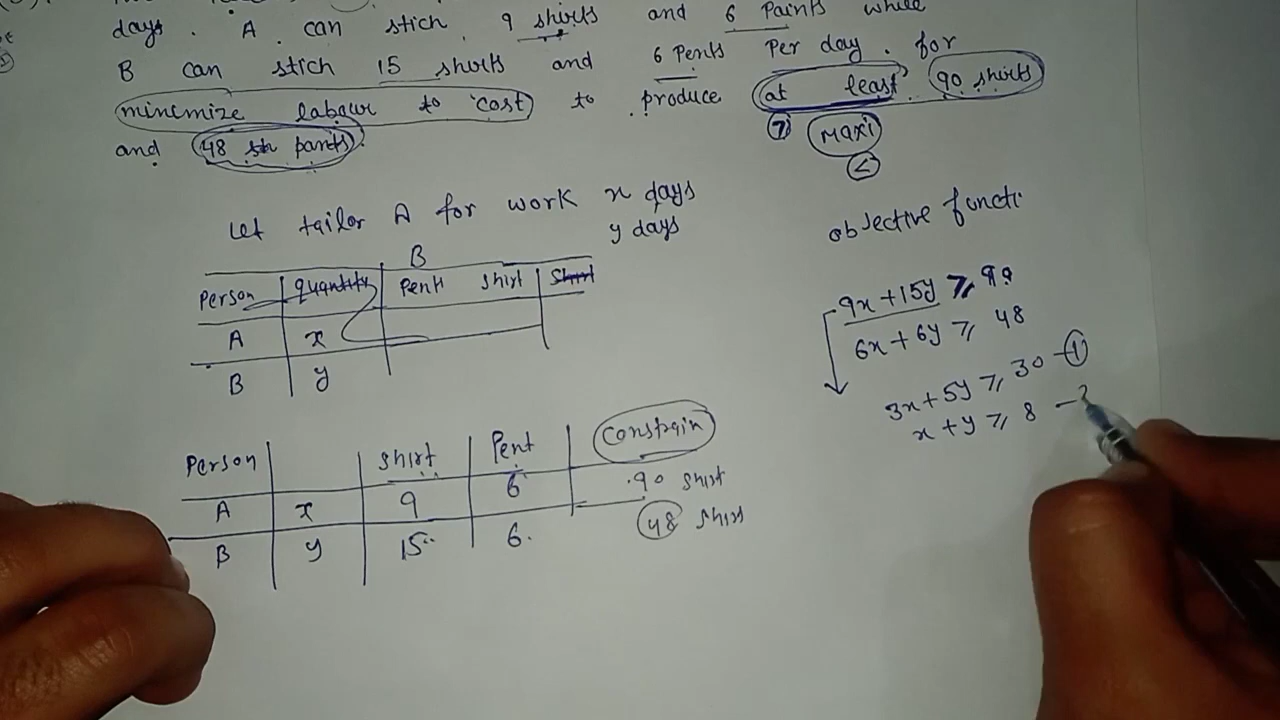 days. A can stich 9 shirts and 6 Paints while
B can stich 15 shirts and 6 Pents Per day. for
minimize labaur to cost to produce at least 90 shirts
and 48 pants.
> Maxi
<
Let tailor A for work x days
B y days
objective functi
Person quantity Pent Shirt Shirt
A x
B y
9x+15y ≥ 90
6x+6y ≥ 48
3x+5y ≥ 30 -1
x+y ≥ 8 -
Person Shirt Pent Constrain
A x 9 6 90 Shirt
B y 15 6. 48 Shirt